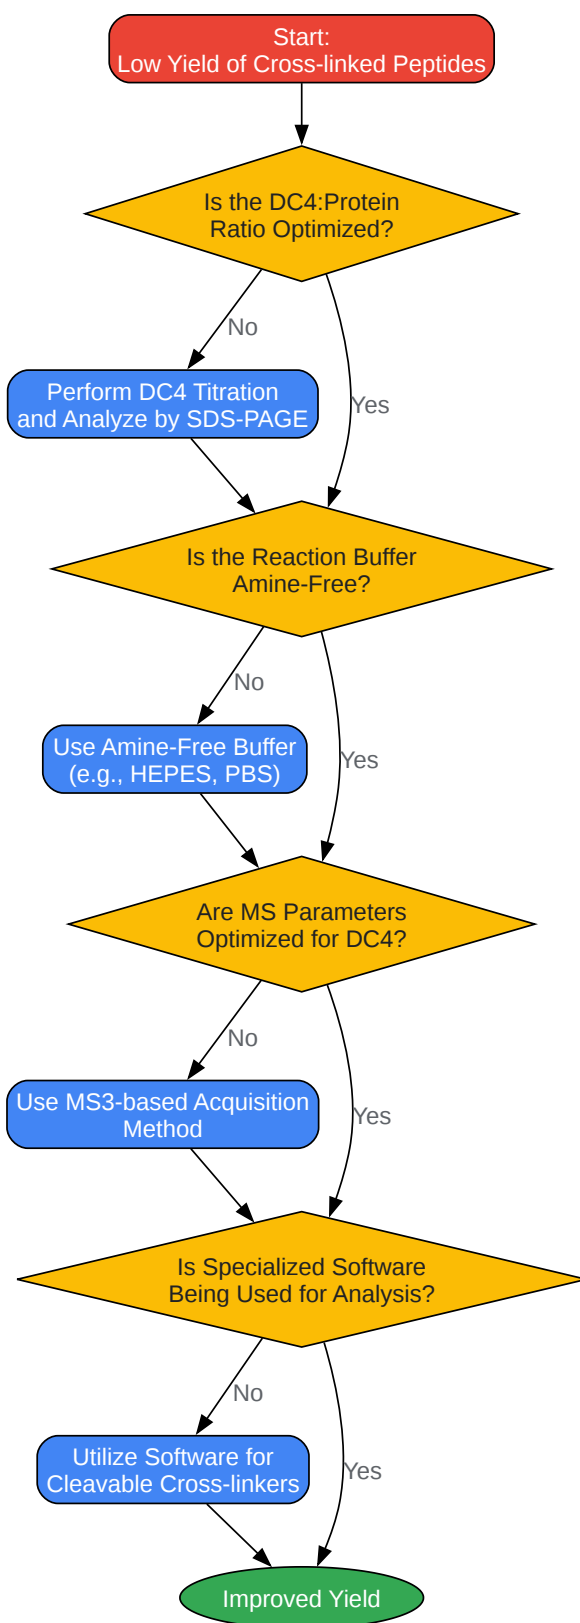 Start:
Low Yield of Cross-linked Peptides
Is the DC4:Protein
Ratio Optimized?
No
Yes
Perform DC4 Titration
and Analyze by SDS-PAGE
Is the Reaction Buffer
Amine-Free?
No
Yes
Use Amine-Free Buffer
(e.g., HEPES, PBS)
Are MS Parameters
Optimized for DC4?
No
Yes
Use MS3-based Acquisition
Method
Is Specialized Software
Being Used for Analysis?
No
Yes
Utilize Software for
Cleavable Cross-linkers
Improved Yield